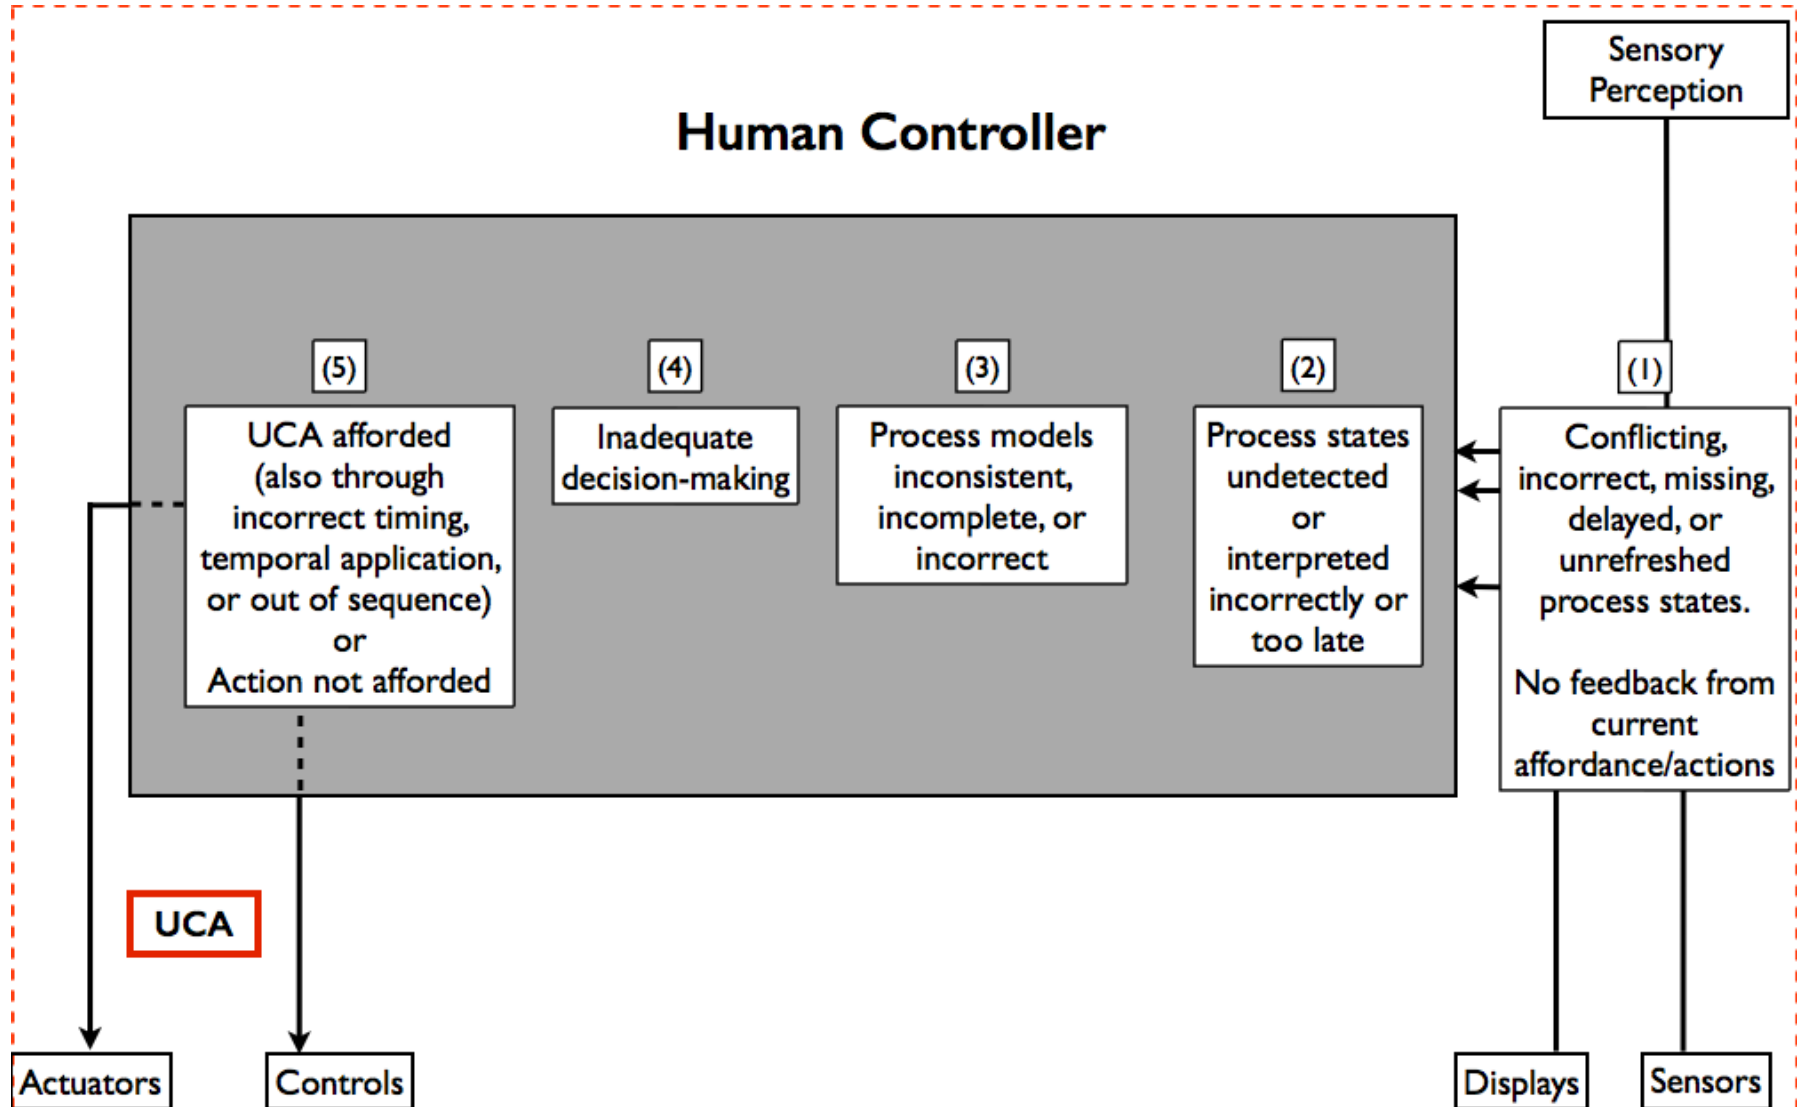 Sensory
Perception
Human Controller
(5)
UCA afforded
(also through
incorrect timing,
temporal application,
or out of sequence)
or
Action not afforded
(4)
Inadequate
decision-making
(3)
Process models
inconsistent,
incomplete, or
incorrect
(2)
Process states
undetected
or
interpreted
incorrectly or
too late
(1)
Conflicting,
incorrect, missing,
delayed, or
unrefreshed
process states.
No feedback from
current
affordance/actions
UCA
Actuators
Controls
Displays
Sensors